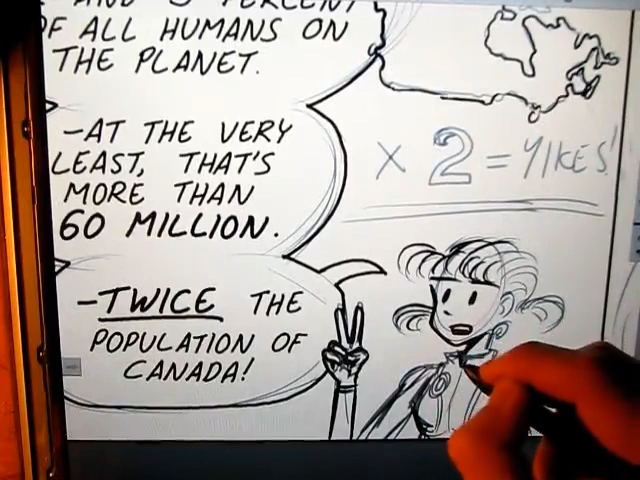 PERCENT
OF ALL HUMANS ON
THE PLANET.
-AT THE VERY
LEAST, THAT'S
MORE THAN
60 MILLION.
-TWICE THE
POPULATION OF
CANADA!
x 2 = YIKES!